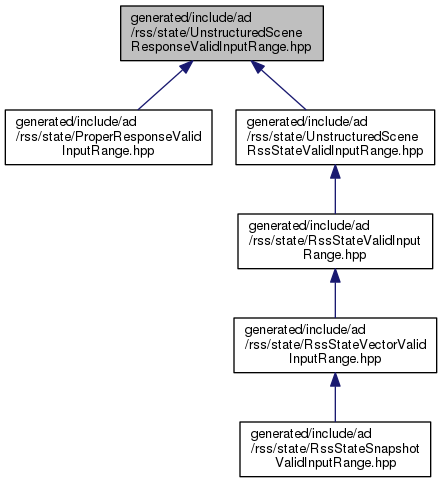 generated/include/ad
/rss/state/UnstructuredScene
ResponseValidInputRange.hpp
generated/include/ad
/rss/state/ProperResponseValid
InputRange.hpp
generated/include/ad
/rss/state/UnstructuredScene
RssStateValidInputRange.hpp
generated/include/ad
/rss/state/RssStateValidInput
Range.hpp
generated/include/ad
/rss/state/RssStateVectorValid
InputRange.hpp
generated/include/ad
/rss/state/RssStateSnapshot
ValidInputRange.hpp